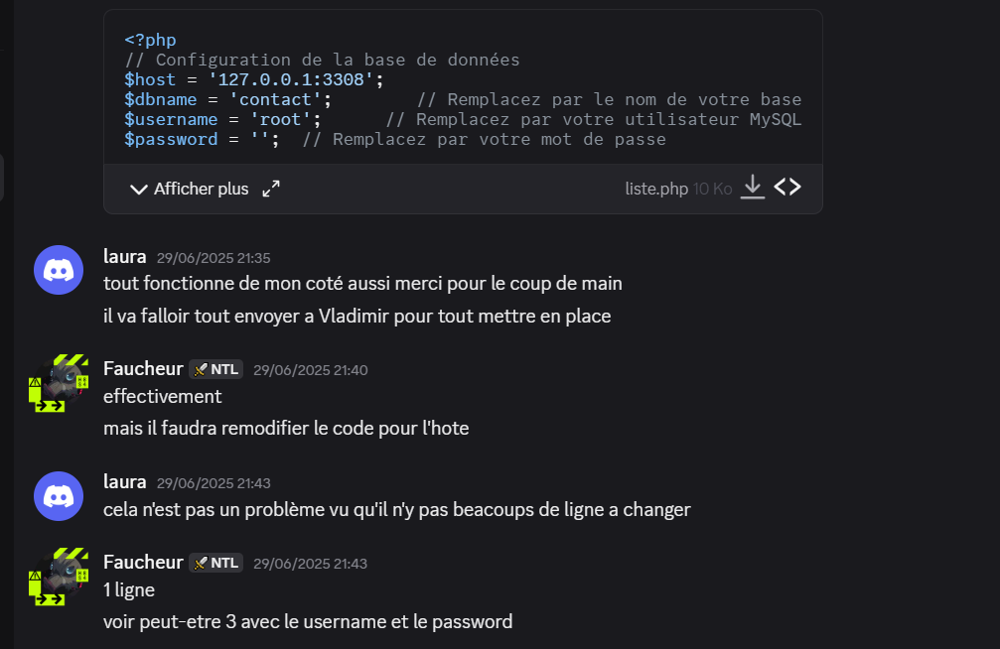 <?php
// Configuration de la base de données
$host = '127.0.0.1:3308';
$dbname = 'contact';        // Remplacez par le nom de votre base
$username = 'root';      // Remplacez par votre utilisateur MySQL
$password = '';  // Remplacez par votre mot de passe
Afficher plus
liste.php 10 Ko
laura 29/06/2025 21:35
tout fonctionne de mon coté aussi merci pour le coup de main
il va falloir tout envoyer a Vladimir pour tout mettre en place
Faucheur NTL 29/06/2025 21:40
effectivement
mais il faudra remodifier le code pour l'hote
laura 29/06/2025 21:43
cela n'est pas un problème vu qu'il n'y pas beacoups de ligne a changer
Faucheur NTL 29/06/2025 21:43
1 ligne
voir peut-etre 3 avec le username et le password